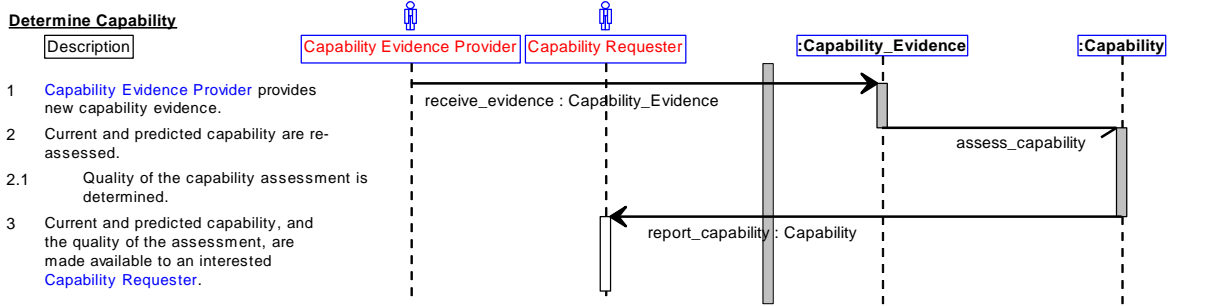 Determine Capability
Description
Capability Evidence Provider
Capability Requester
:Capability_Evidence
:Capability
1 Capability Evidence Provider provides
new capability evidence.
receive_evidence : Capability_Evidence
2 Current and predicted capability are re-
assessed.
assess_capability
2.1 Quality of the capability assessment is
determined.
3 Current and predicted capability, and
the quality of the assessment, are
made available to an interested
Capability Requester.
report_capability : Capability